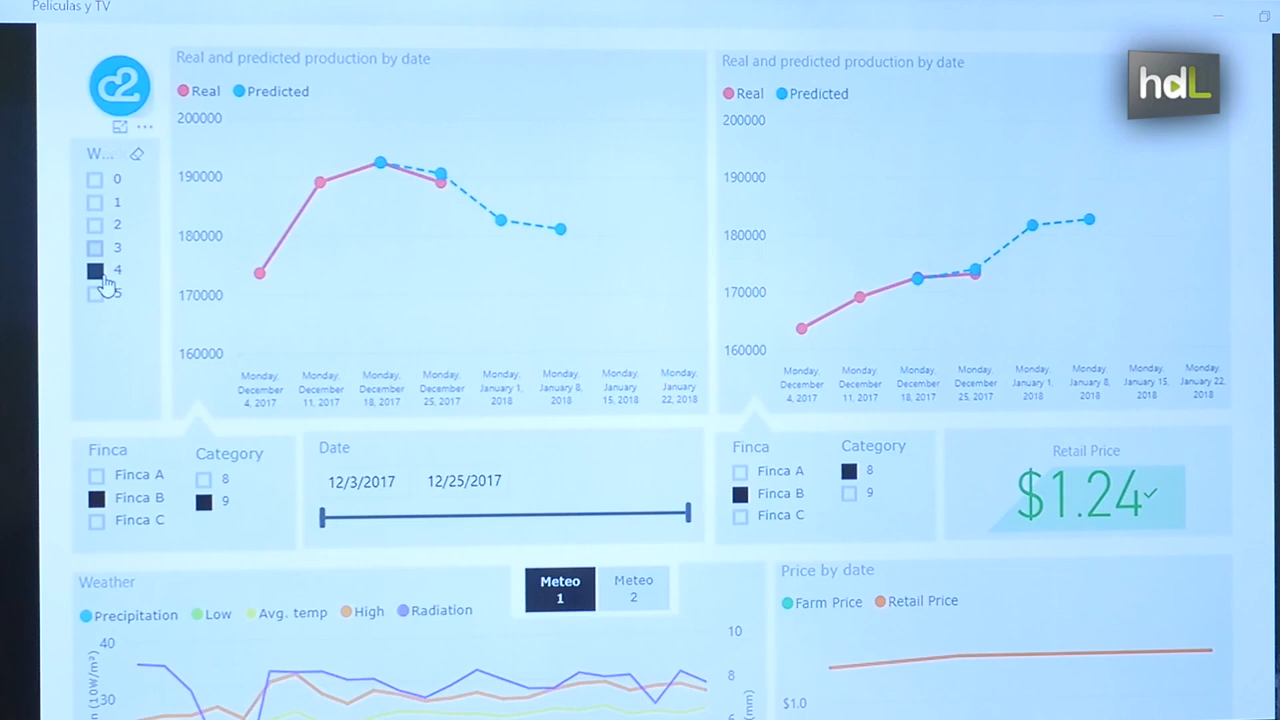 Películas y TV
c2
hdL
Real and predicted production by date
Real Predicted
200000
190000
180000
170000
160000
Monday, December 4, 2017
Monday, December 11, 2017
Monday, December 18, 2017
Monday, December 25, 2017
Monday, January 1, 2018
Monday, January 8, 2018
Monday, January 15, 2018
Monday, January 22, 2018
Real and predicted production by date
Real Predicted
200000
190000
180000
170000
160000
Monday, December 4, 2017
Monday, December 11, 2017
Monday, December 18, 2017
Monday, December 25, 2017
Monday, January 1, 2018
Monday, January 8, 2018
Monday, January 15, 2018
Monday, January 22, 2018
W...
0
1
2
3
4
5
Finca
Finca A
Finca B
Finca C
Category
8
9
Date
12/3/2017 12/25/2017
Finca
Finca A
Finca B
Finca C
Category
8
9
Retail Price
$1.24
Weather
Meteo 1
Meteo 2
Precipitation Low Avg. temp High Radiation
40
30
(10W/m²)
10
8
6
(mm)
Price by date
Farm Price Retail Price
$1.0